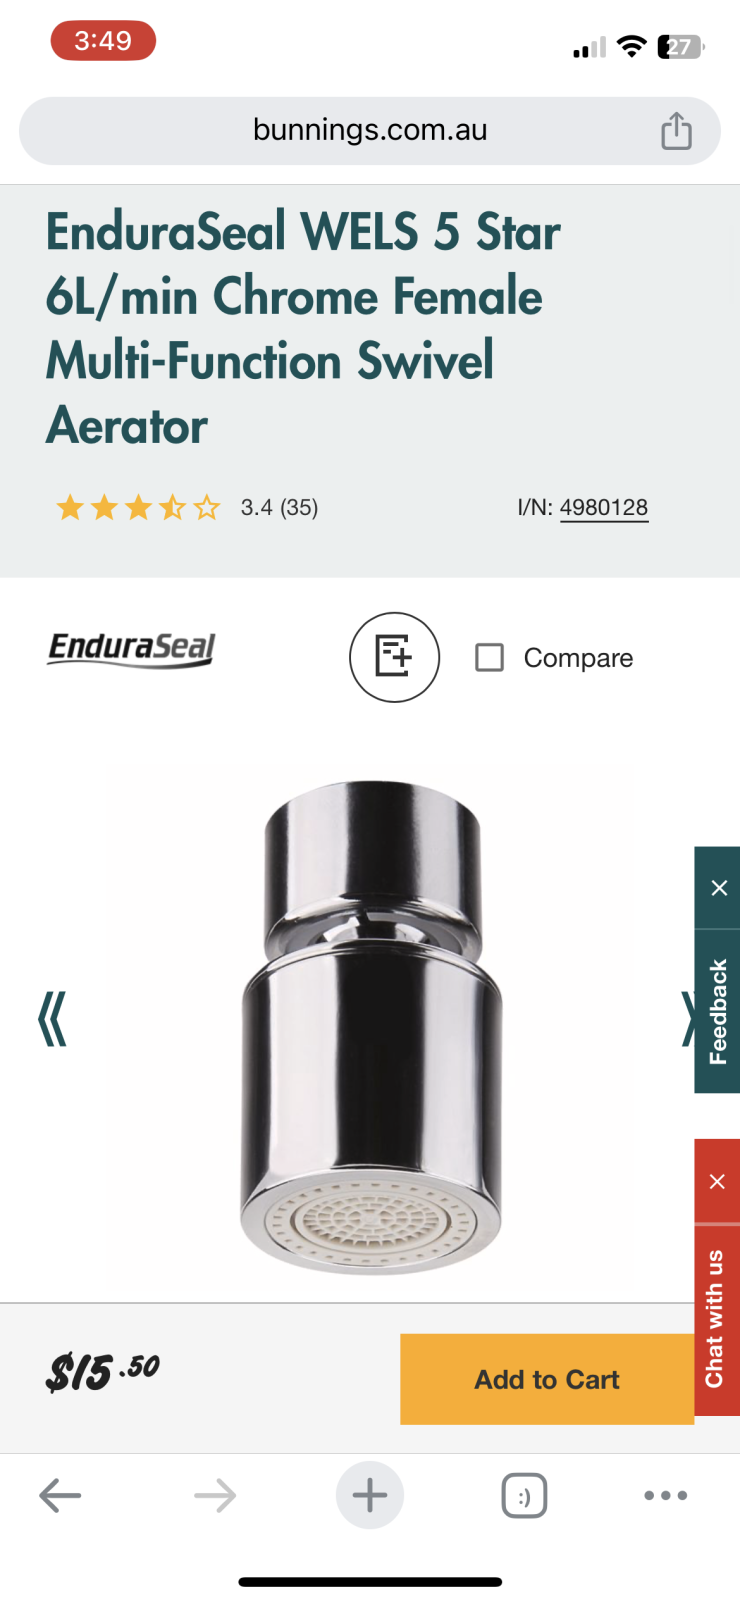 3:49
27
bunnings.com.au
EnduraSeal WELS 5 Star
6L/min Chrome Female
Multi-Function Swivel
Aerator
3.4 (35)
I/N: 4980128
EnduraSeal
Compare
Feedback
Chat with us
$15.50
Add to Cart
:)